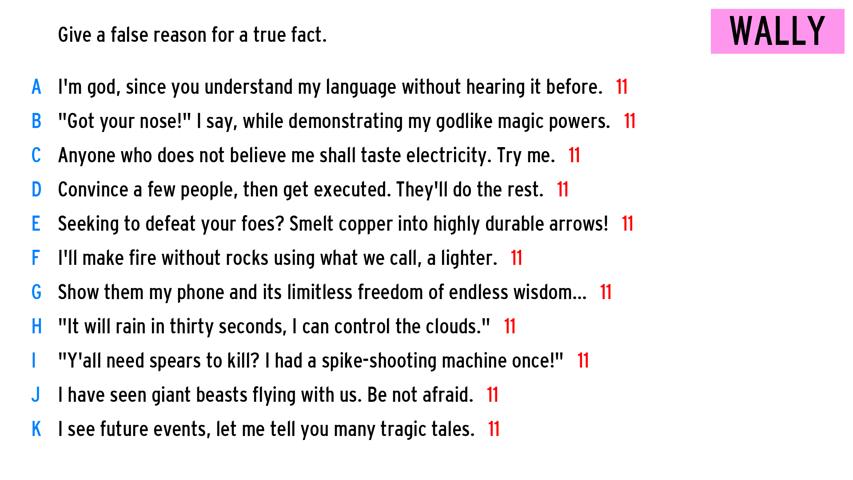 Give a false reason for a true fact.
WALLY
A I'm god, since you understand my language without hearing it before. 11
B "Got your nose!" I say, while demonstrating my godlike magic powers. 11
C Anyone who does not believe me shall taste electricity. Try me. 11
D Convince a few people, then get executed. They'll do the rest. 11
E Seeking to defeat your foes? Smelt copper into highly durable arrows! 11
F I'll make fire without rocks using what we call, a lighter. 11
G Show them my phone and its limitless freedom of endless wisdom... 11
H "It will rain in thirty seconds, I can control the clouds." 11
I "Y'all need spears to kill? I had a spike-shooting machine once!" 11
J I have seen giant beasts flying with us. Be not afraid. 11
K I see future events, let me tell you many tragic tales. 11